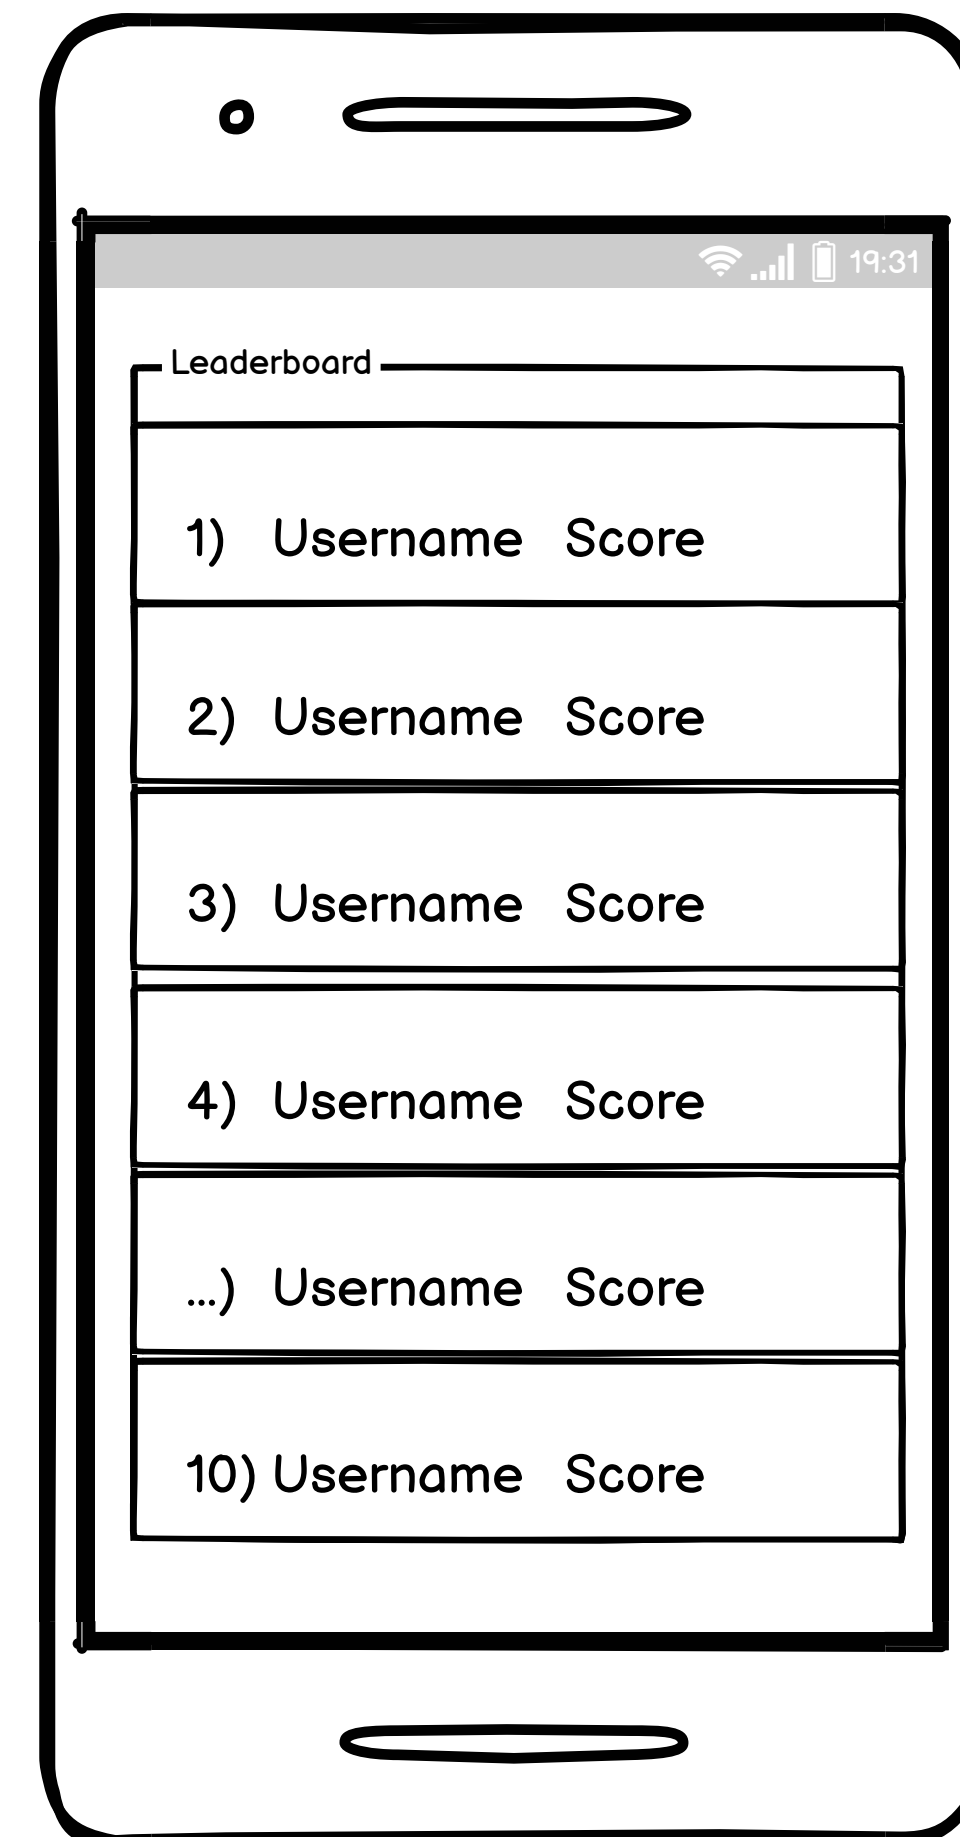 19:31
Leaderboard
1) Username Score
2) Username Score
3) Username Score
4) Username Score
...) Username Score
10) Username Score